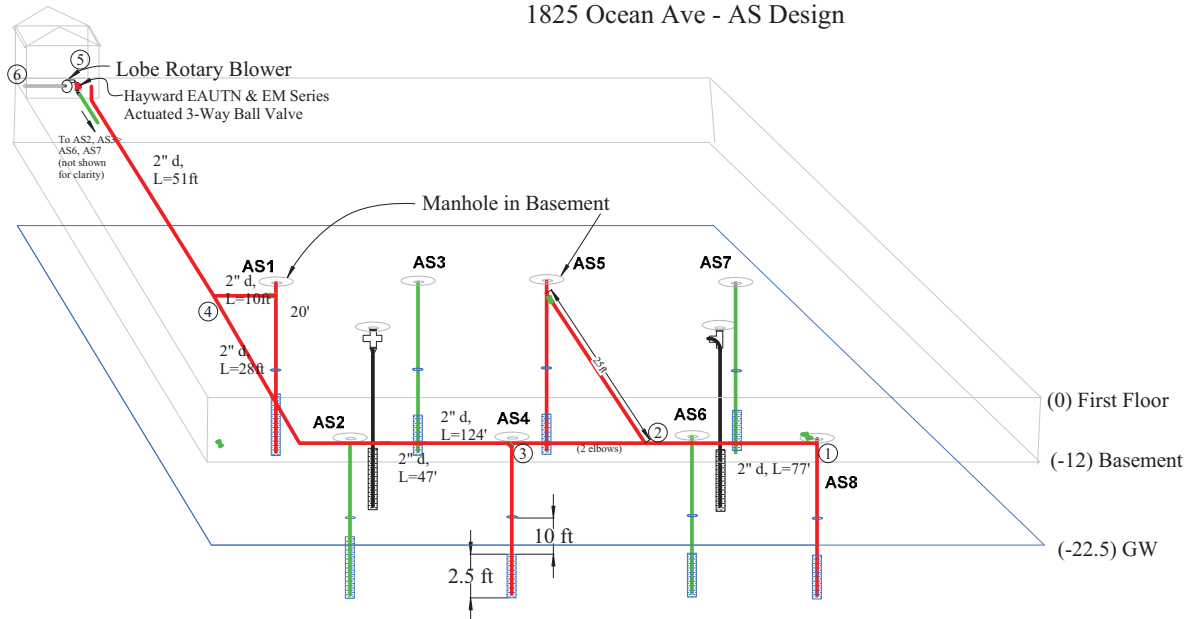 1825 Ocean Ave - AS Design
5
6
Lobe Rotary Blower
Hayward EAUTN & EM Series
Actuated 3-Way Ball Valve
To AS2, AS3>
AS6, AS7
(not shown
for clarity)
2" d,
L=51ft
Manhole in Basement
AS1
AS3
AS5
AS7
2" d,
L=10ft
20'
4
2" d,
L=28ft
25ft
(0) First Floor
AS2
2" d,
L=124'
AS4
AS6
2
(2 elbows)
3
1
2" d,
L=47'
2" d, L=77'
(-12) Basement
AS8
10 ft
(-22.5) GW
2.5 ft